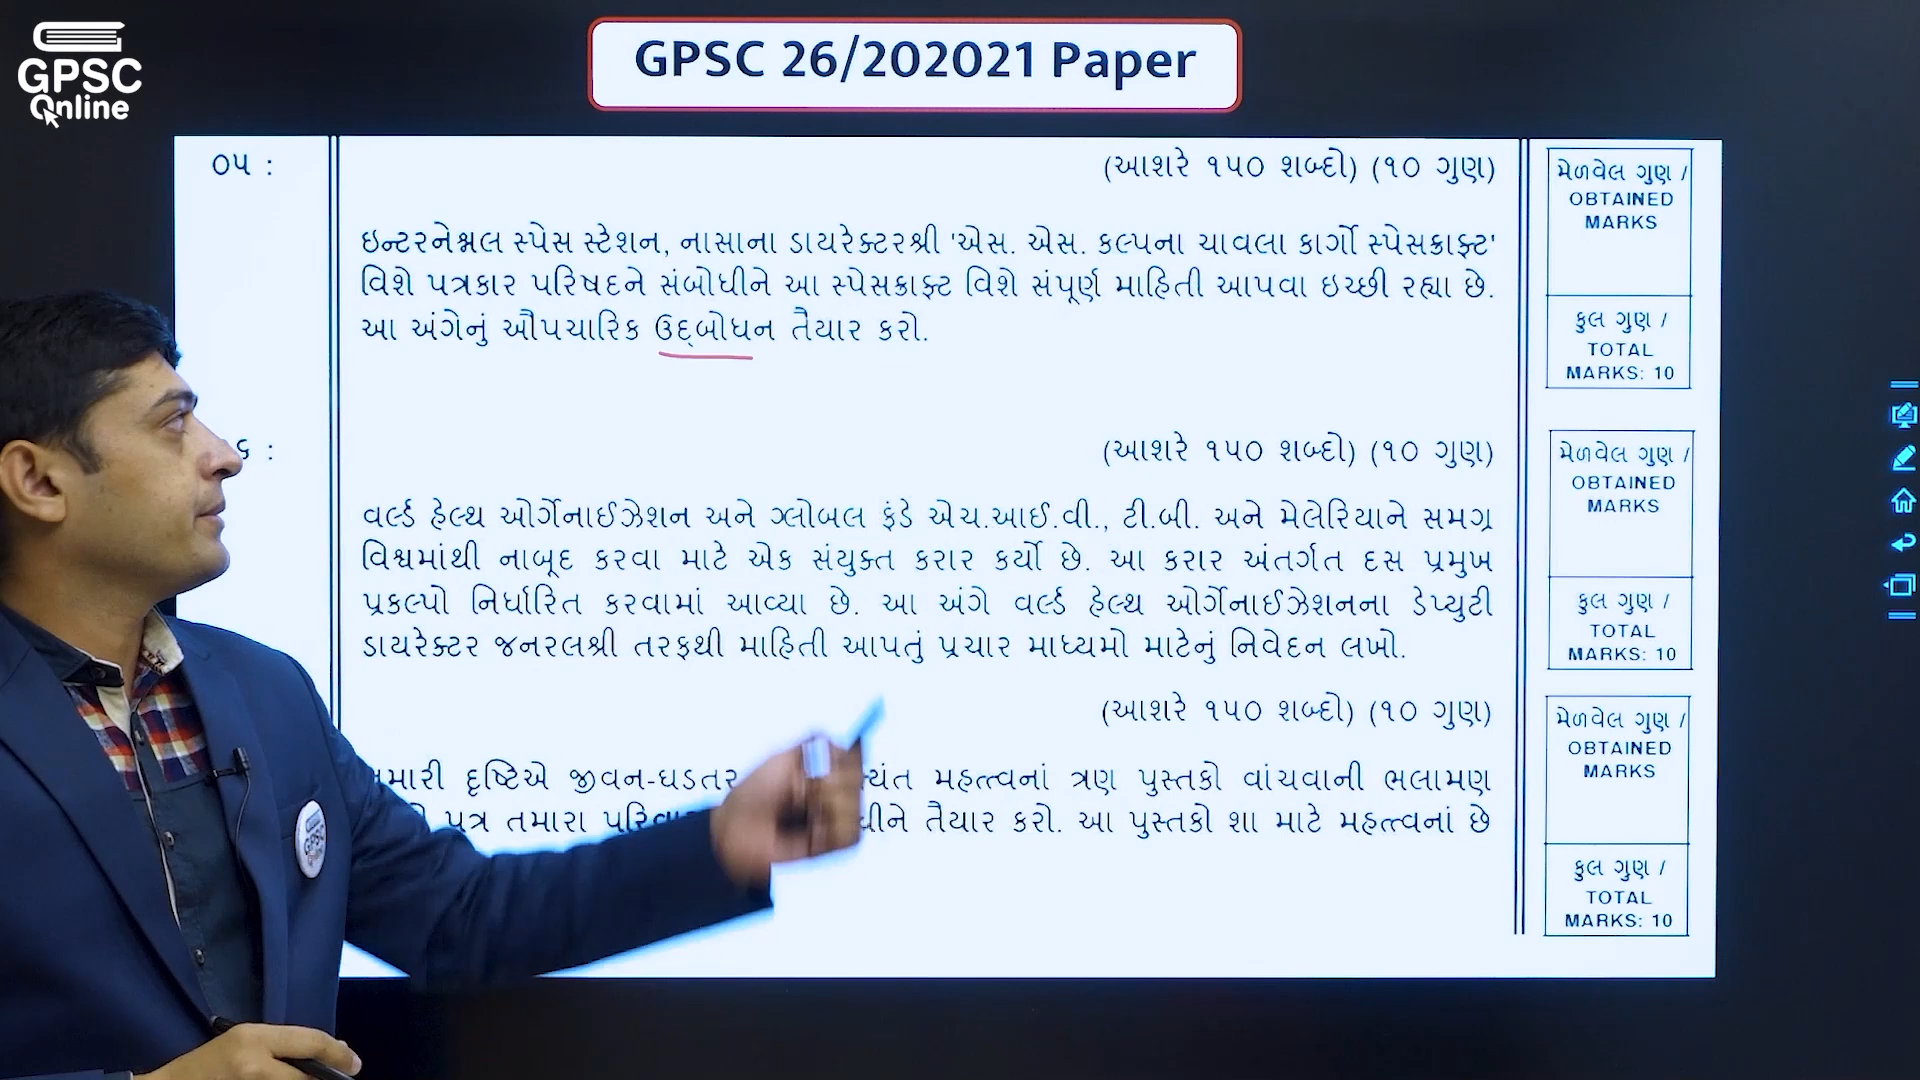 GPSC
Online
GPSC 26/202021 Paper
૦૫ :
(આશરે ૧૫૦ શબ્દો) (૧૦ ગુણ)
ઇન્ટરનેશ્નલ સ્પેસ સ્ટેશન, નાસાના ડાયરેક્ટરશ્રી 'એસ. એસ. કલ્પના ચાવલા કાર્ગો સ્પેસક્રાફ્ટ'
વિશે પત્રકાર પરિષદને સંબોધીને આ સ્પેસક્રાફ્ટ વિશે સંપૂર્ણ માહિતી આપવા ઇચ્છી રહ્યા છે.
આ અંગેનું ઔપચારિક ઉદ્‌બોધન તૈયાર કરો.
મેળવેલ ગુણ /
OBTAINED
MARKS
કુલ ગુણ /
TOTAL
MARKS: 10
૬ :
(આશરે ૧૫૦ શબ્દો) (૧૦ ગુણ)
વર્લ્ડ હેલ્થ ઓર્ગેનાઈઝેશન અને ગ્લોબલ ફંડે એચ.આઈ.વી., ટી.બી. અને મેલેરિયાને સમગ્ર
વિશ્વમાંથી નાબૂદ કરવા માટે એક સંયુક્ત કરાર કર્યો છે. આ કરાર અંતર્ગત દસ પ્રમુખ
પ્રકલ્પો નિર્ધારિત કરવામાં આવ્યા છે. આ અંગે વર્લ્ડ હેલ્થ ઓર્ગેનાઈઝેશનના ડેપ્યુટી
ડાયરેક્ટર જનરલશ્રી તરફથી માહિતી આપતું પ્રચાર માધ્યમો માટેનું નિવેદન લખો.
મેળવેલ ગુણ /
OBTAINED
MARKS
કુલ ગુણ /
TOTAL
MARKS: 10
(આશરે ૧૫૦ શબ્દો) (૧૦ ગુણ)
દૃષ્ટિએ જીવન-ઘડતર મહત્ત્વનાં ત્રણ પુસ્તકો વાંચવાની ભલામણ
પત્ર તમારા તૈયાર કરો. આ પુસ્તકો શા માટે મહત્ત્વનાં છે
મેળવેલ ગુણ /
OBTAINED
MARKS
કુલ ગુણ /
TOTAL
MARKS: 10
GPSC